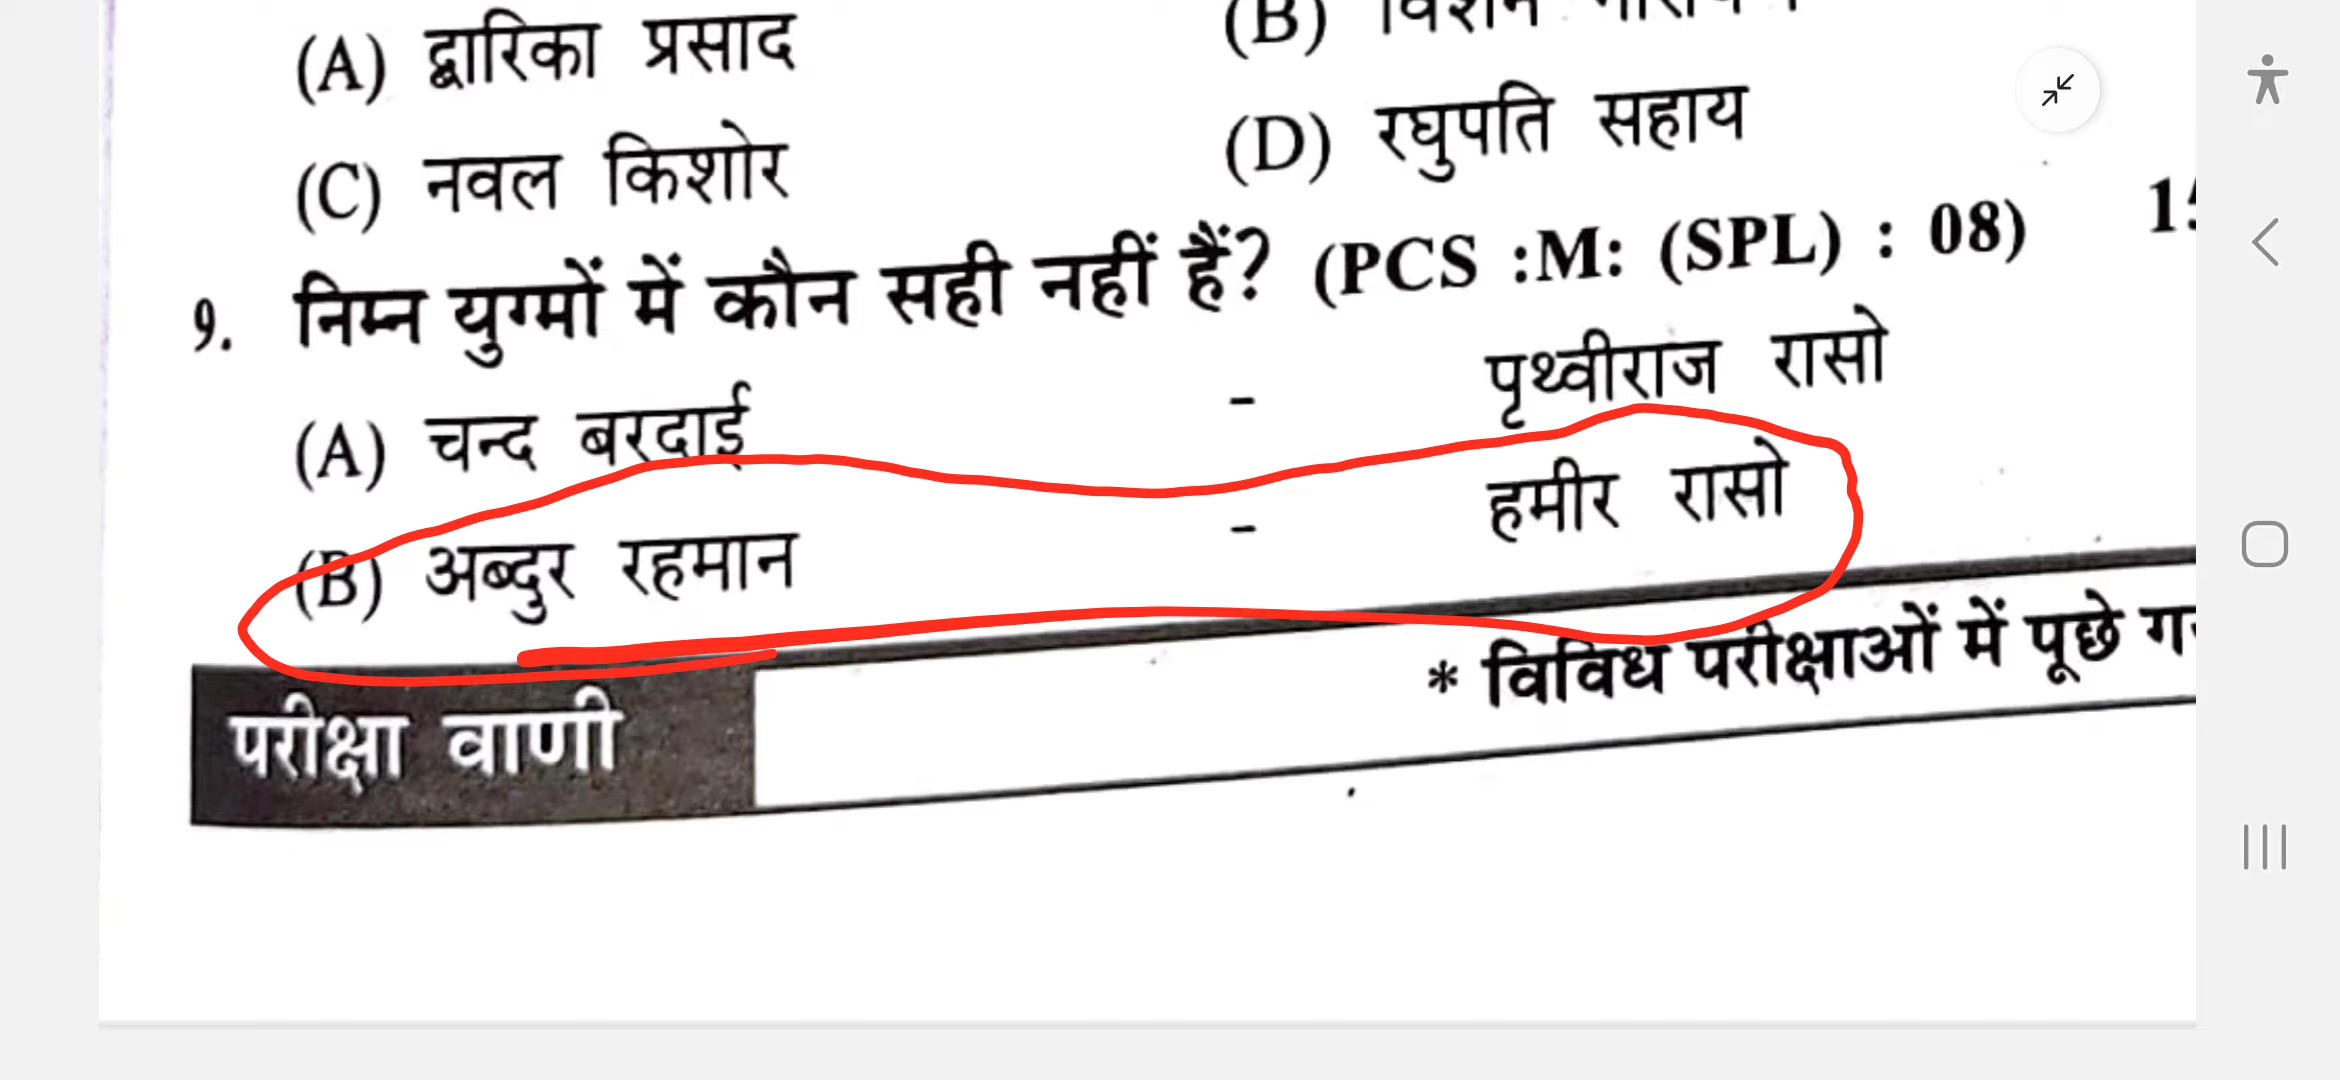 (A) द्वारिका प्रसाद (B)
(C) नवल किशोर (D) रघुपति सहाय
9. निम्न युग्मों में कौन सही नहीं हैं? (PCS :M: (SPL) : 08)
(A) चन्द बरदाई - पृथ्वीराज रासो
(B) अब्दुर रहमान - हमीर रासो
* विविध परीक्षाओं में पूछे
परीक्षा वाणी